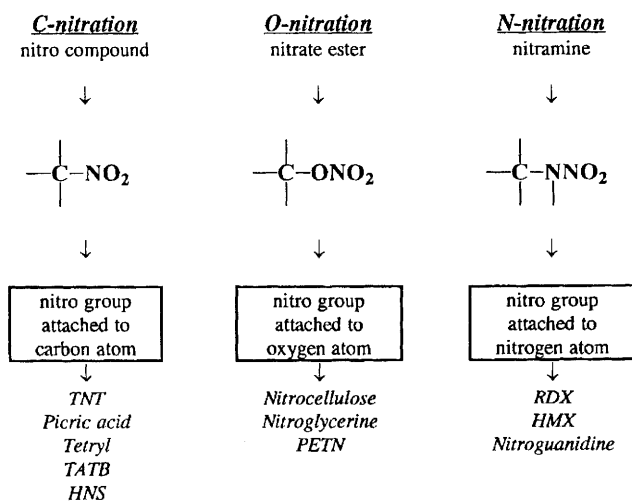 C-nitration
nitro compound
↓
—C—NO₂
↓
nitro group
attached to
carbon atom
↓
TNT
Picric acid
Tetryl
TATB
HNS
O-nitration
nitrate ester
↓
—C—ONO₂
↓
nitro group
attached to
oxygen atom
↓
Nitrocellulose
Nitroglycerine
PETN
N-nitration
nitramine
↓
—C—NNO₂
↓
nitro group
attached to
nitrogen atom
↓
RDX
HMX
Nitroguanidine